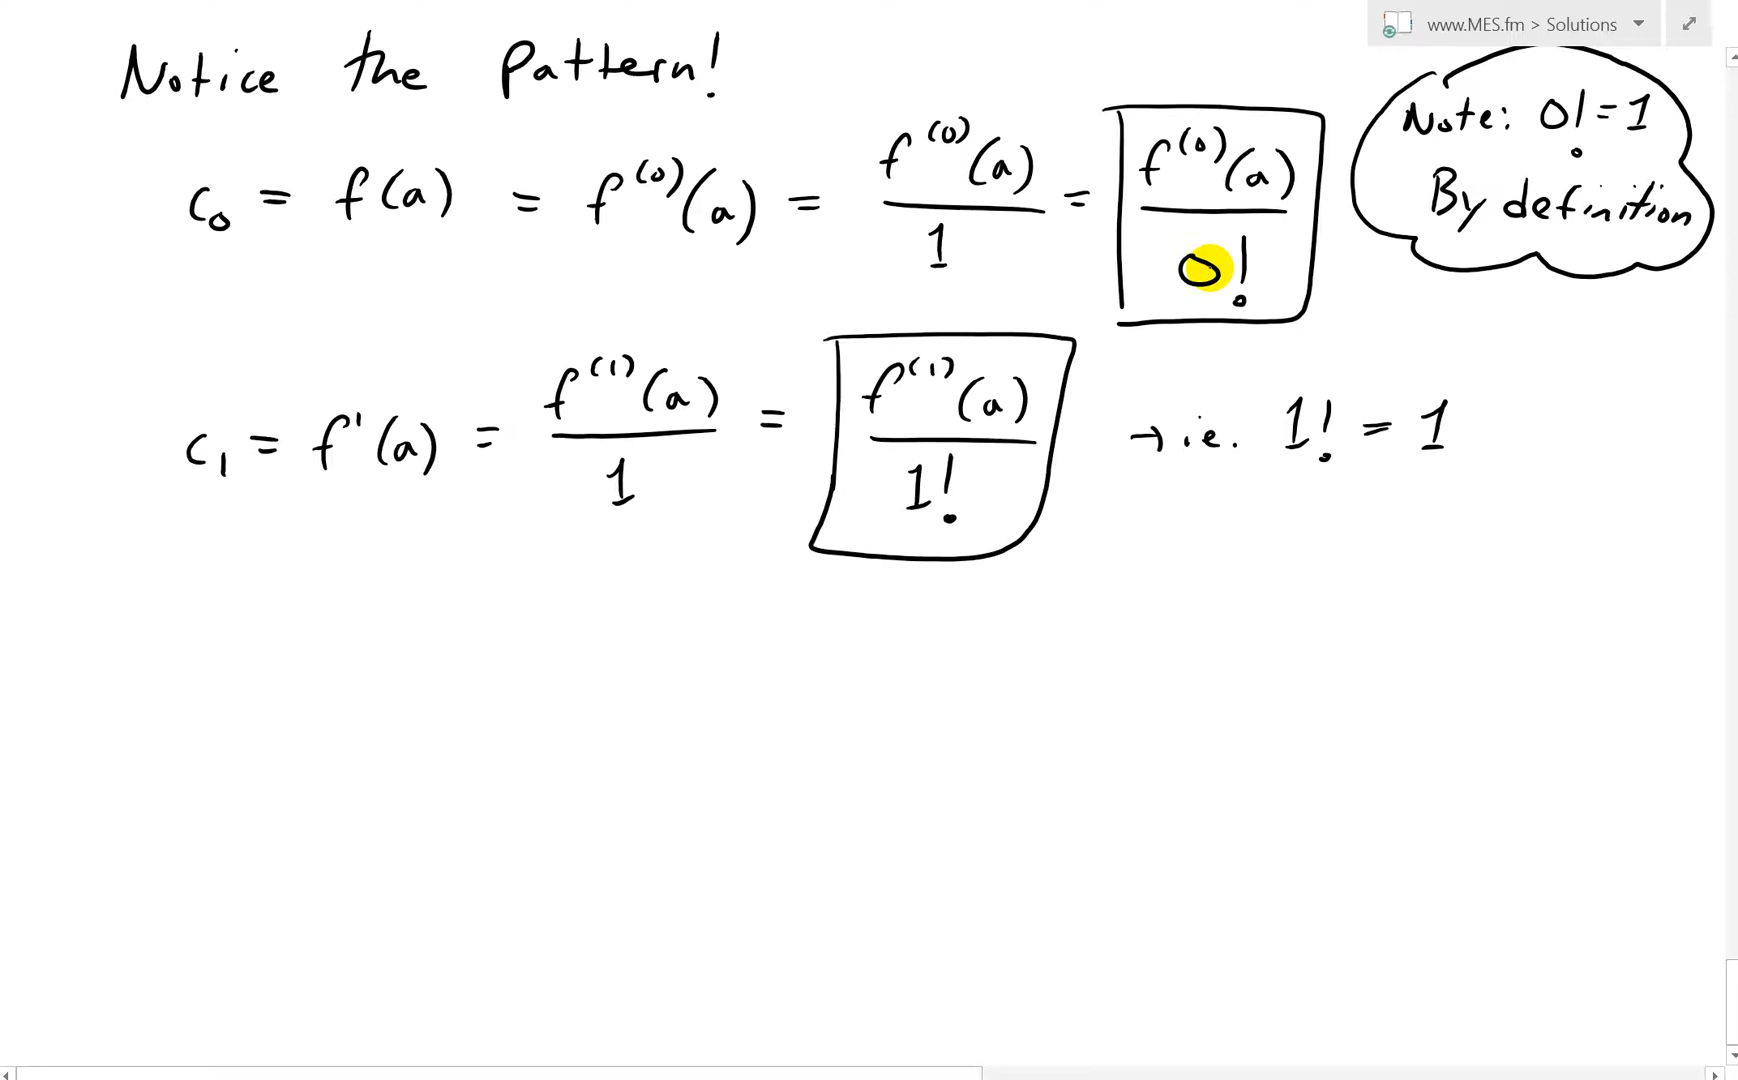 www.MES.fm > Solutions
Notice the Pattern!
Note: 0! = 1
By definition
c₀ = f(a) = f⁽⁰⁾(a) = f⁽⁰⁾(a)/1 = f⁽⁰⁾(a)/0!
c₁ = f'(a) = f⁽¹⁾(a)/1 = f⁽¹⁾(a)/1! → ie. 1! = 1